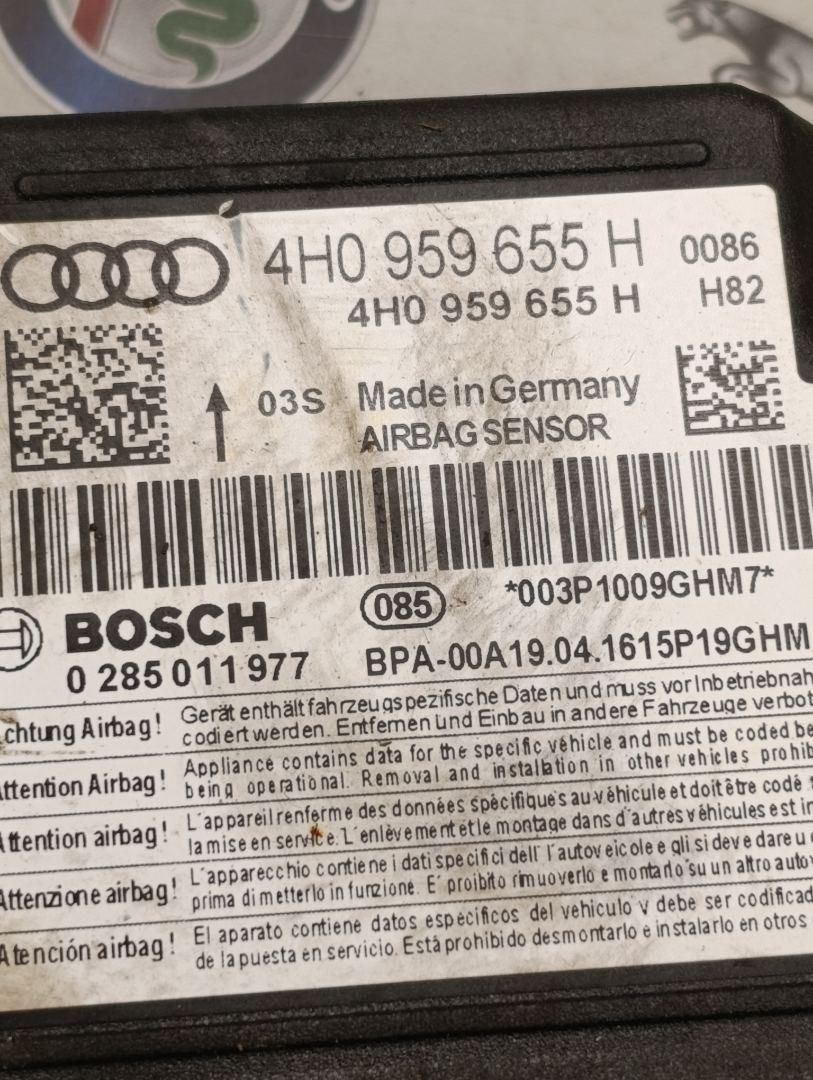 4H0 959 655 H 0086
4H0 959 655 H H82
03S Made in Germany
AIRBAG SENSOR
085 *003P1009GHM7*
BOSCH
0 285 011 977 BPA-00A19.04.1615P19GHM
chtung Airbag! Gerät enthält fahrzeugspezifische Daten und muss vor Inbetriebnah
codiert werden. Entfernen und Einbau in andere Fahrzeuge verbot
ttention Airbag! Appliance contains data for the specific vehicle and must be coded be
being operational. Removal and installation in other vehicles prohib
Attention airbag! L'appareil renferme des données spécifiques au véhicule et doit être codé
la mise en service. L'enlèvement et le montage dans d'autres véhicules est in
Attenzione airbag! L'apparecchio contiene i dati specifici dell' l'autoveicolo e gli si deve dare u
prima di metterlo in funzione. E' proibito rimuoverlo e montarlo su un altro auto
Atención airbag! El aparato contiene datos especificos del vehiculo y debe ser codificad
de la puesta en servicio. Está prohibido desmontarlo e instalarlo en otros